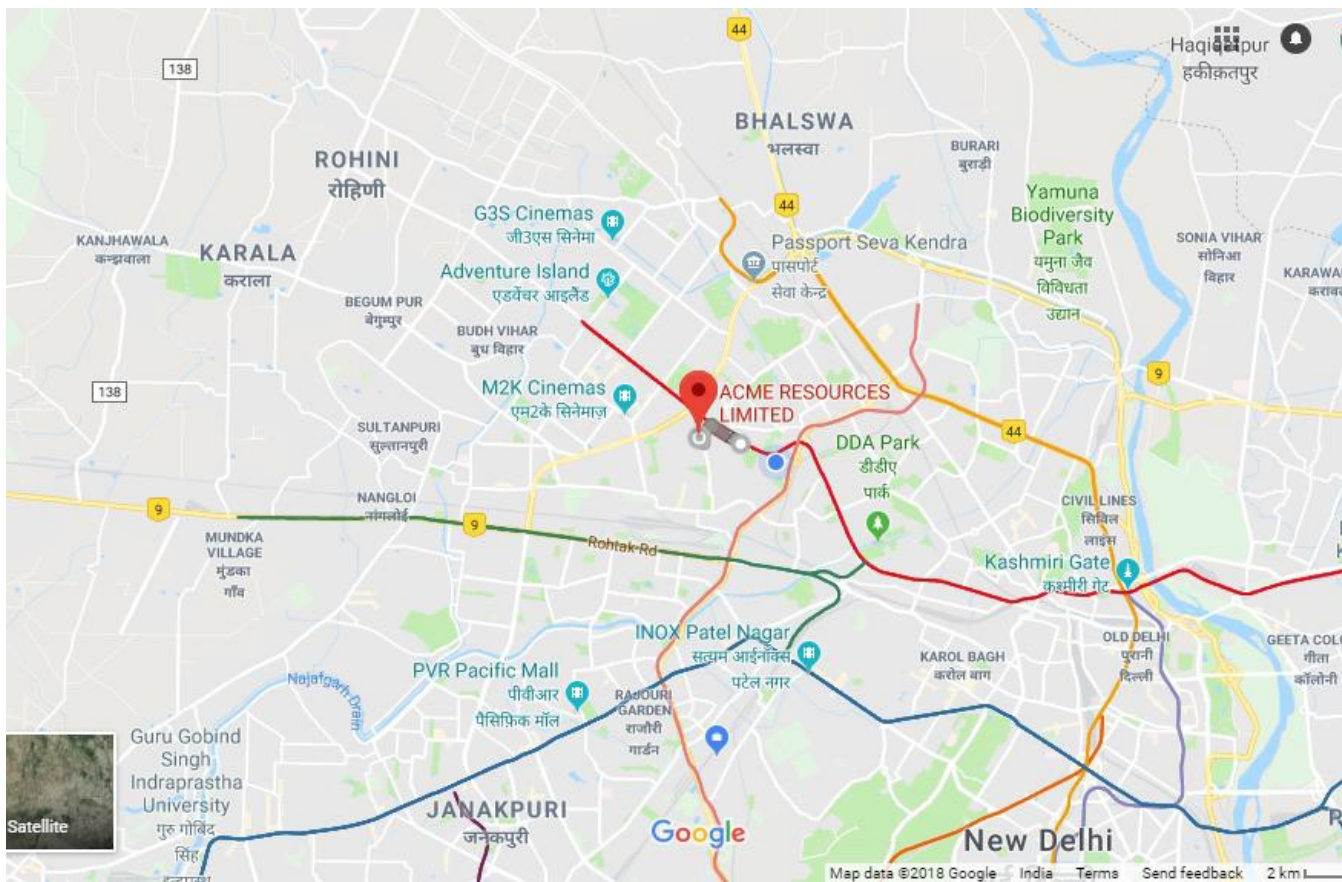 44
Haqiqatpur
हकीक़तपुर
138
BHALSWA
भलस्वा
BURARI
बुराड़ी
ROHINI
रोहिणी
Yamuna
Biodiversity
Park
यमुना जैव
विविधता
उद्यान
44
G3S Cinemas
जी3एस सिनेमा
KANJHAWALA
कन्झवाला
KARALA
कराला
Passport Seva Kendra
पासपोर्ट
सेवा केन्द्र
SONIA VIHAR
सोनिआ
विहार
Adventure Island
एडवेंचर आइलैंड
BEGUM PUR
बेगुम्पुर
BUDH VIHAR
बुध विहार
138
9
M2K Cinemas
एम2के सिनेमाज़
ACME RESOURCES
LIMITED
SULTANPURI
सुल्तानपुरी
44
DDA Park
डीडीए
पार्क
NANGLOI
नांगलोई
9
9
CIVIL LINES
सिविल
लाइंस
MUNDKA
VILLAGE
मुंडका
गाँव
Rohtak Rd
Kashmiri Gate
कश्मीरी गेट
INOX Patel Nagar
सत्यम आईनॉक्स
पटेल नगर
OLD DELHI
पुरानी
दिल्ली
KAROL BAGH
करोल बाग
गीता
कॉलोनी
PVR Pacific Mall
पीवीआर
पैसिफ़िक मॉल
Najafgarh Drain
RAJOURI
GARDEN
राजौरी
गार्डन
Guru Gobind
Singh
Indraprastha
University
गुरु गोबिंद
सिंह
Satellite
JANAKPURI
जनकपुरी
Google
New Delhi
Map data ©2018 Google
India
Terms
Send feedback
2 km